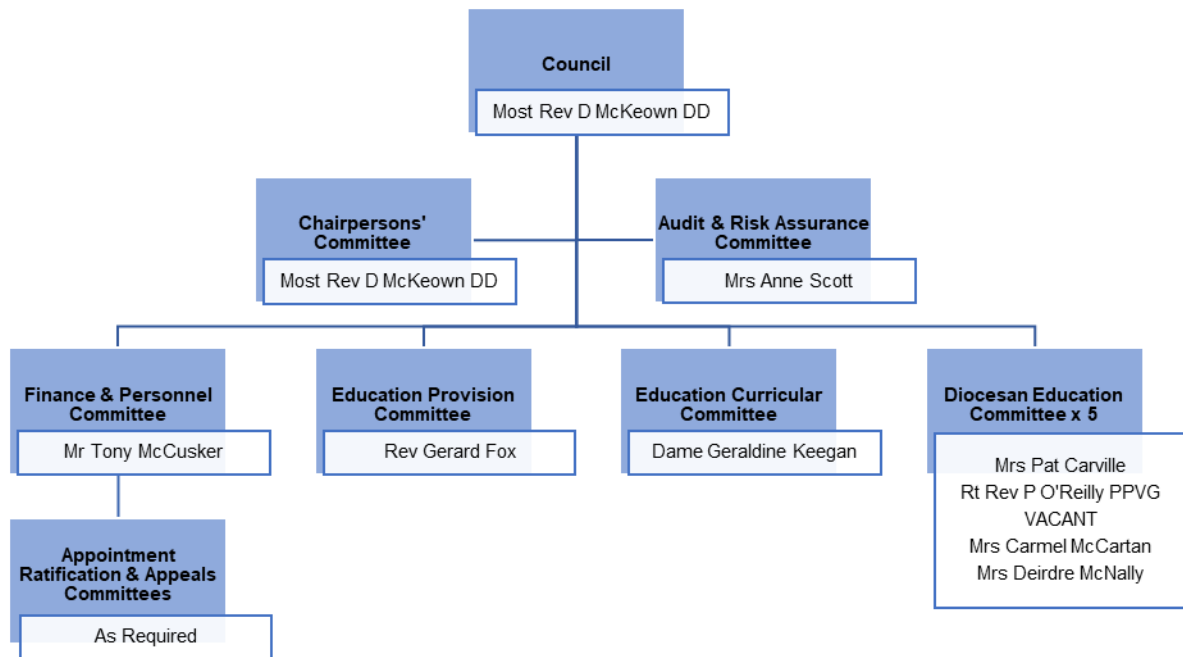 Council
Most Rev D McKeown DD
Chairpersons'
Committee
Most Rev D McKeown DD
Audit & Risk Assurance
Committee
Mrs Anne Scott
Finance & Personnel
Committee
Mr Tony McCusker
Education Provision
Committee
Rev Gerard Fox
Education Curricular
Committee
Dame Geraldine Keegan
Diocesan Education
Committee x 5
Mrs Pat Carville
Rt Rev P O'Reilly PPVG
VACANT
Mrs Carmel McCartan
Mrs Deirdre McNally
Appointment
Ratification & Appeals
Committees
As Required